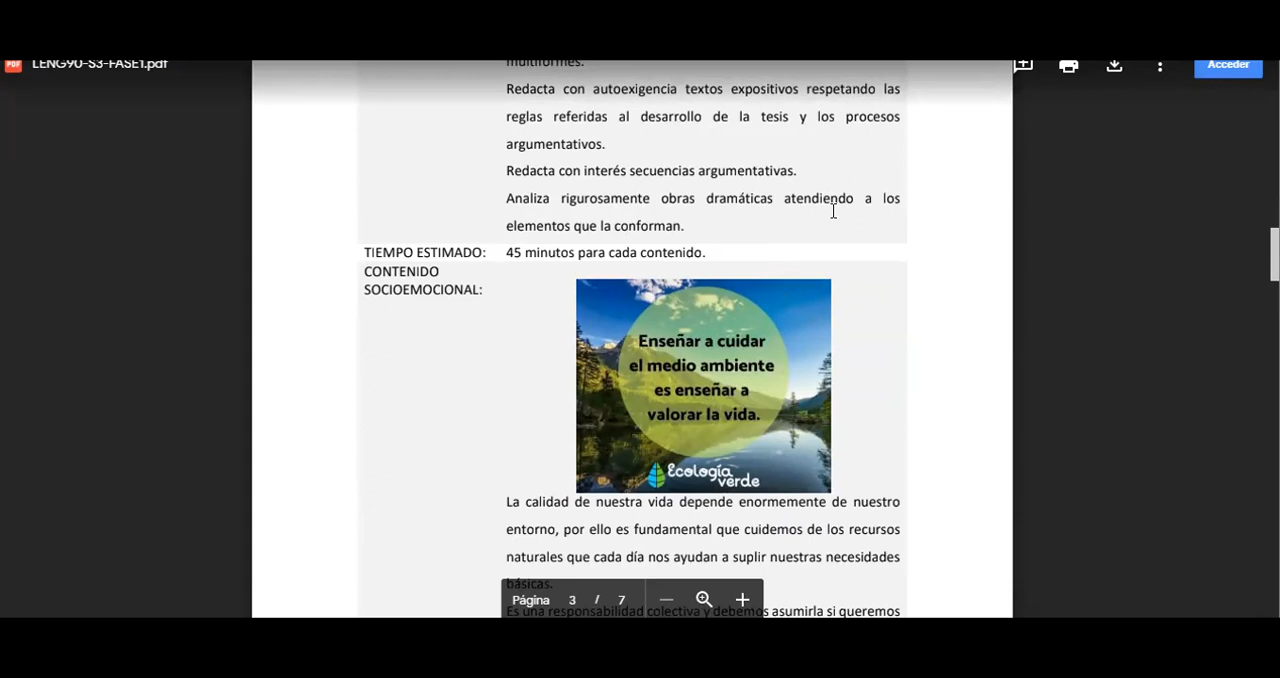 LENG90-S3-FASE1.pdf
Acceder
multiformes.
Redacta con autoexigencia textos expositivos respetando las
reglas referidas al desarrollo de la tesis y los procesos
argumentativos.
Redacta con interés secuencias argumentativas.
Analiza rigurosamente obras dramáticas atendiendo a los
elementos que la conforman.
TIEMPO ESTIMADO: 45 minutos para cada contenido.
CONTENIDO
SOCIOEMOCIONAL:
Enseñar a cuidar
el medio ambiente
es enseñar a
valorar la vida.
Ecología
verde
La calidad de nuestra vida depende enormemente de nuestro
entorno, por ello es fundamental que cuidemos de los recursos
naturales que cada día nos ayudan a suplir nuestras necesidades
básicas.
Página 3 / 7
Es una responsabilidad colectiva y debemos asumirla si queremos